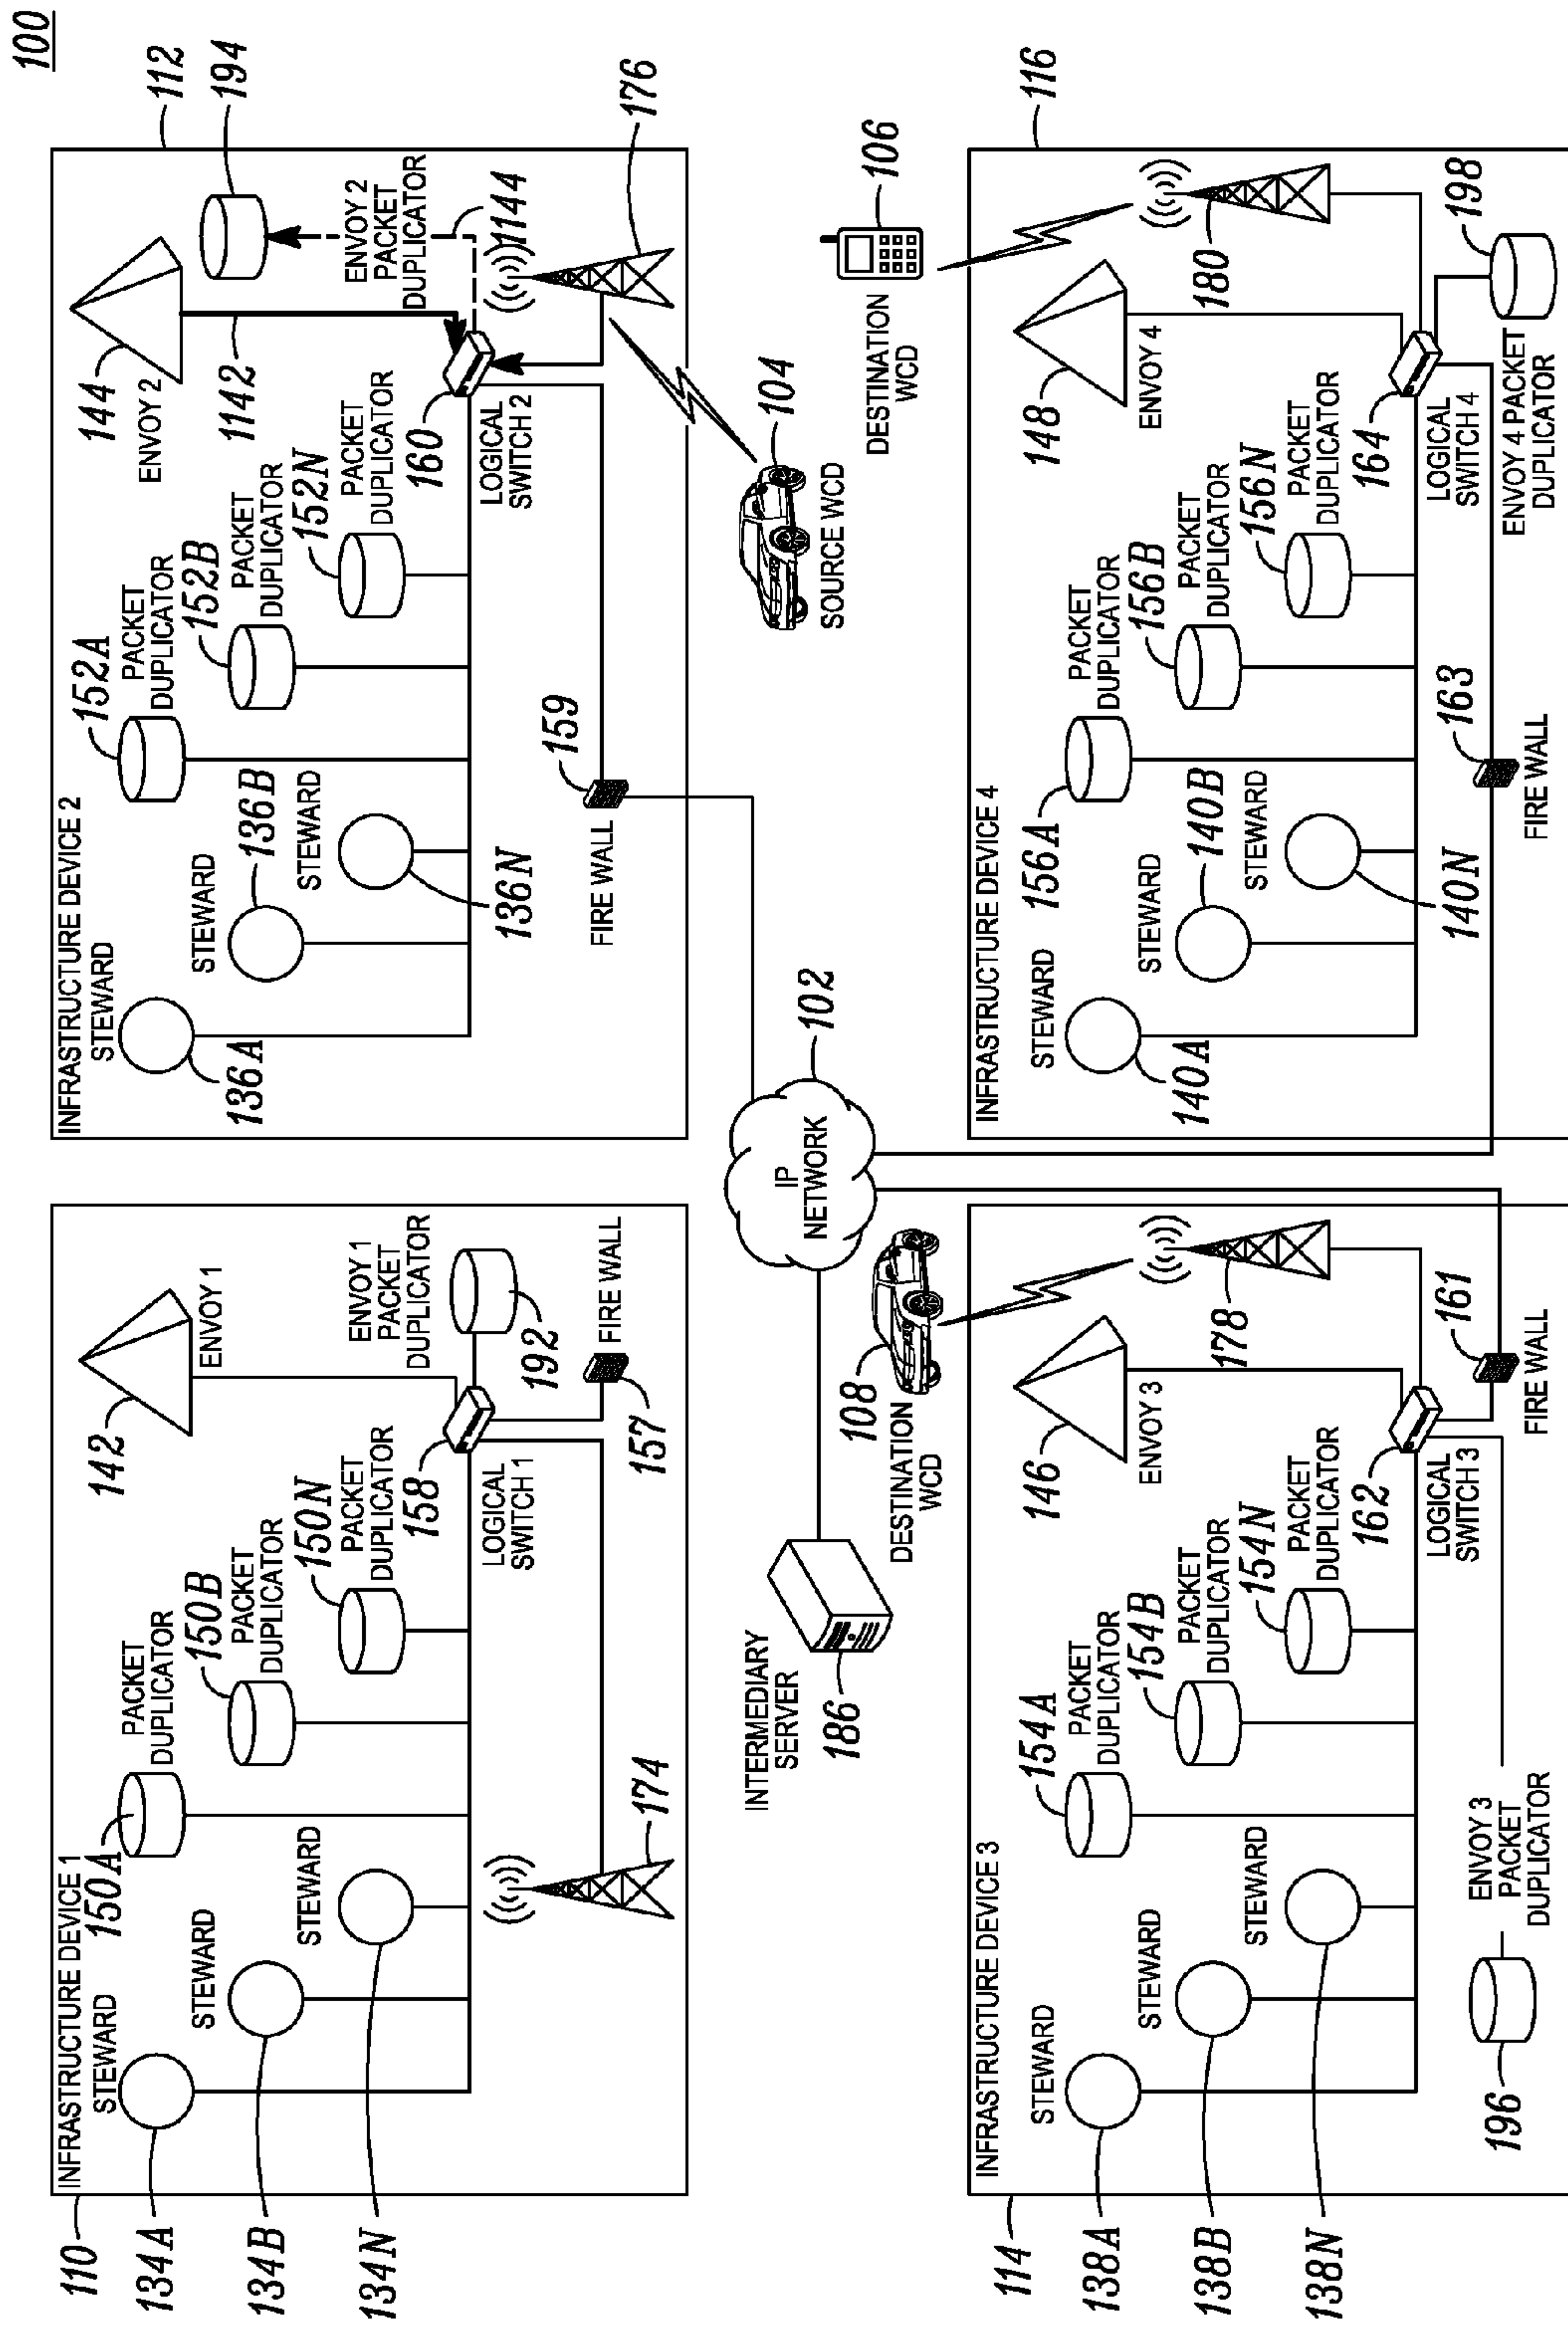 100
INFRASTRUCTURE DEVICE 1
110
STEWARD
134A
STEWARD
134B
STEWARD
134N
150A
PACKET
DUPLICATOR
150B
PACKET
DUPLICATOR
150N
PACKET
DUPLICATOR
142
ENVOY 1
ENVOY 1
PACKET
DUPLICATOR
192
158
LOGICAL
SWITCH 1
157
FIRE WALL
174
INFRASTRUCTURE DEVICE 2
112
STEWARD
136A
STEWARD
136B
STEWARD
136N
152A
PACKET
DUPLICATOR
152B
PACKET
DUPLICATOR
152N
PACKET
DUPLICATOR
144
ENVOY 2
1142
194
ENVOY 2
PACKET
DUPLICATOR
1144
160
LOGICAL
SWITCH 2
159
FIRE WALL
176
INTERMEDIARY
SERVER
186
IP
NETWORK
102
108
DESTINATION
WCD
104
SOURCE WCD
106
DESTINATION
WCD
INFRASTRUCTURE DEVICE 3
114
STEWARD
138A
STEWARD
138B
STEWARD
138N
154A
PACKET
DUPLICATOR
154B
PACKET
DUPLICATOR
154N
PACKET
DUPLICATOR
146
ENVOY 3
178
162
LOGICAL
SWITCH 3
161
FIRE WALL
196
ENVOY 3
PACKET
DUPLICATOR
INFRASTRUCTURE DEVICE 4
116
STEWARD
140A
STEWARD
140B
STEWARD
140N
156A
PACKET
DUPLICATOR
156B
PACKET
DUPLICATOR
156N
PACKET
DUPLICATOR
148
ENVOY 4
180
164
LOGICAL
SWITCH 4
163
FIRE WALL
198
ENVOY 4 PACKET
DUPLICATOR